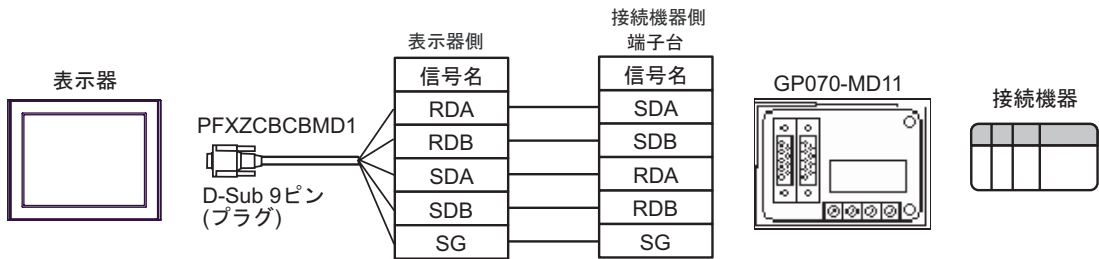 表示器
PFXZCBCBMD1
D-Sub 9ピン
(プラグ)
表示器側
信号名
RDA
RDB
SDA
SDB
SG
接続機器側
端子台
信号名
SDA
SDB
RDA
RDB
SG
GP070-MD11
接続機器